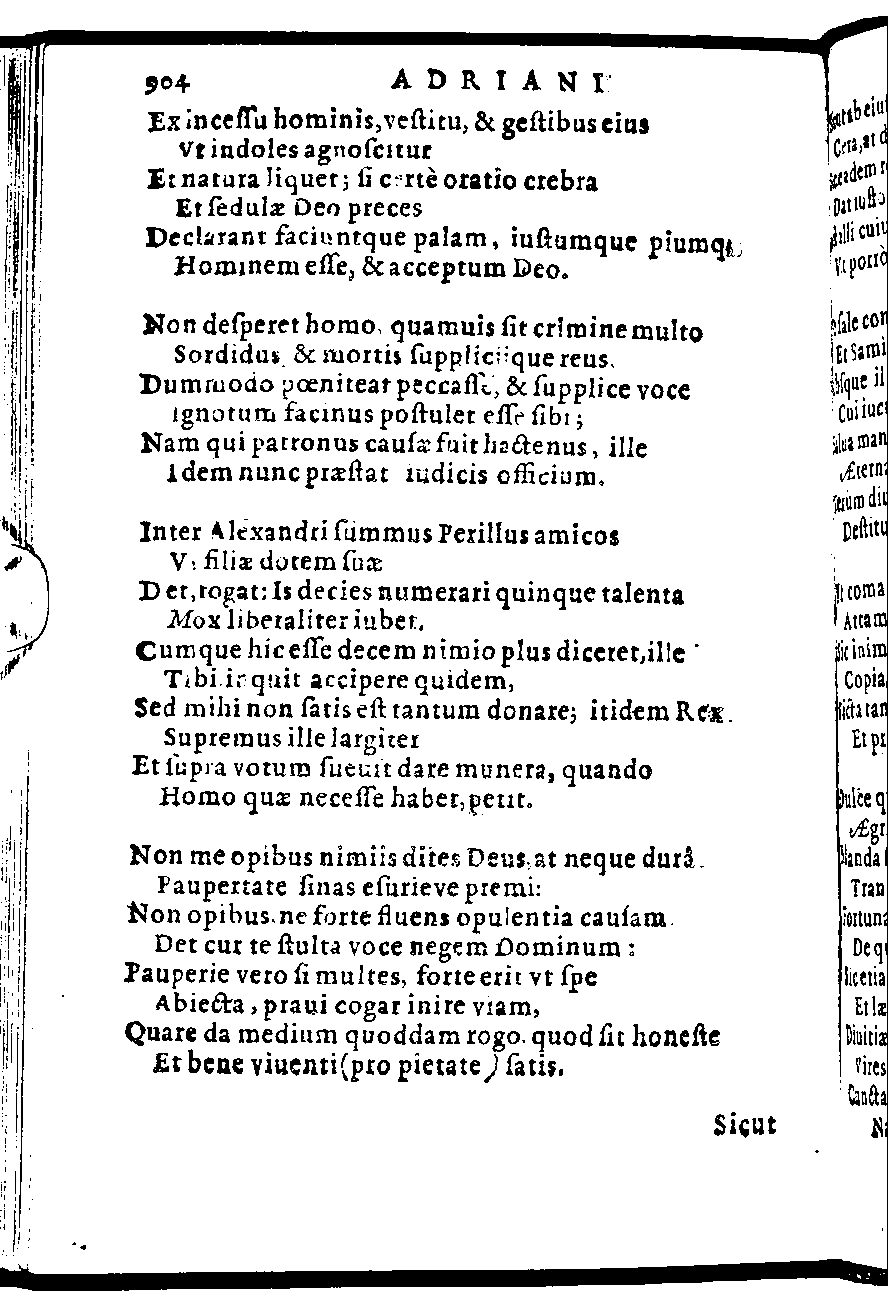 904 ADRIANI
Ex inceſſu hominis, veſtitu, & geſtibus eius
Vt indoles agnoſcitur
Et natura liquet; ſi certè oratio crebra
Et ſedulæ Deo preces
Declarant faciuntque palam, iuſtumque piumq;
Hominem eſſe, & acceptum Deo.
Non deſperet homo, quamuis ſit crimine multo
Sordidus, & mortis ſuppliciique reus.
Dummodo pœniteat peccaſſe, & ſupplice voce
Ignotum facinus poſtulet eſſe ſibi;
Nam qui patronus cauſæ fuit hactenus, ille
Idem nunc præſtat iudicis officium.
Inter Alexandri ſummus Perillus amicos
Vt filiæ dotem ſuæ
Det, rogat: Is decies numerari quinque talenta
Mox liberaliter iubet.
Cumque hic eſſe decem nimio plus diceret, ille
Tibi inquit accipere quidem,
Sed mihi non ſatis eſt tantum donare; itidem Rex
Supremus ille largiter
Et ſupra votum ſueuit dare munera, quando
Homo quæ neceſſe habet, petit.
Non me opibus nimiis dites Deus, at neque durâ
Paupertate ſinas eſurieve premi:
Non opibus, ne forte fluens opulentia cauſam
Det cur te ſtulta voce negem Dominum:
Pauperie vero ſi multes, forte erit vt ſpe
Abiecta, praui cogar inire viam,
Quare da medium quoddam rogo, quod ſit honeſte
Et bene viuenti (pro pietate) ſatis.
Sicut